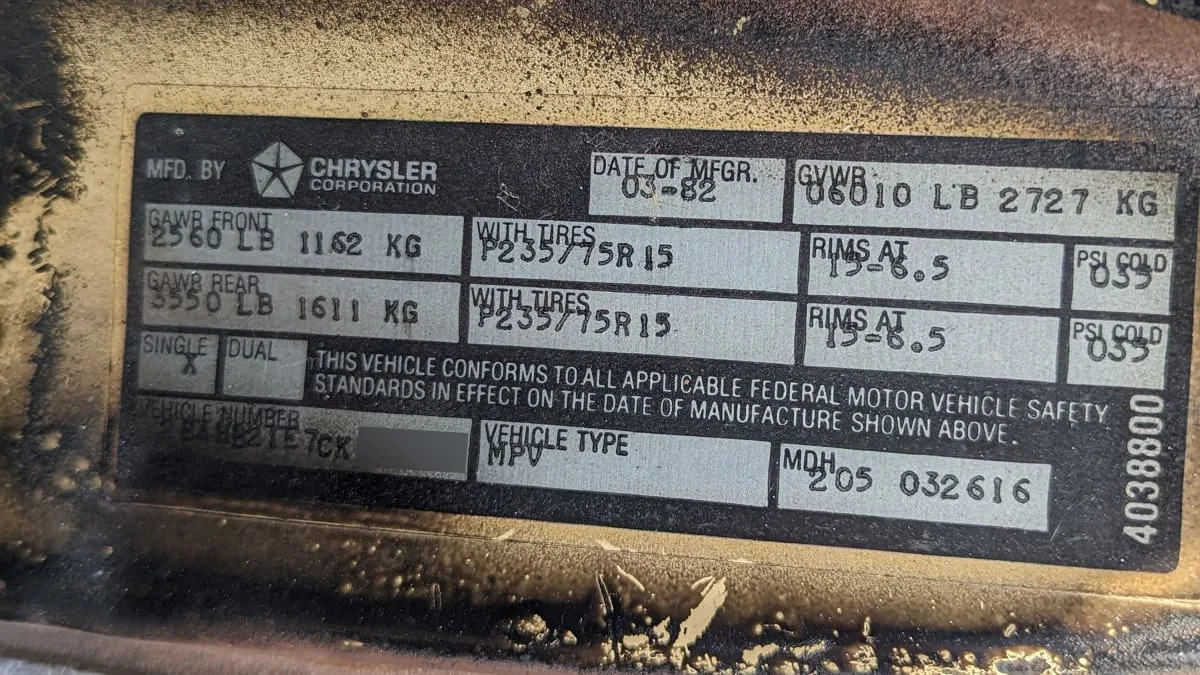 MFD. BY CHRYSLER CORPORATION
DATE OF MFGR.
03-82
GVWR
06010 LB 2727 KG
GAWR FRONT
2560 LB 1162 KG
WITH TIRES
P235/75R15
RIMS AT
15-6.5
PSI COLD
035
GAWR REAR
3550 LB 1611 KG
WITH TIRES
P235/75R15
RIMS AT
15-6.5
PSI COLD
035
SINGLE
X
DUAL
THIS VEHICLE CONFORMS TO ALL APPLICABLE FEDERAL MOTOR VEHICLE SAFETY
STANDARDS IN EFFECT ON THE DATE OF MANUFACTURE SHOWN ABOVE.
VEHICLE NUMBER
VEHICLE TYPE
MPV
MDH
205 032616
4038800